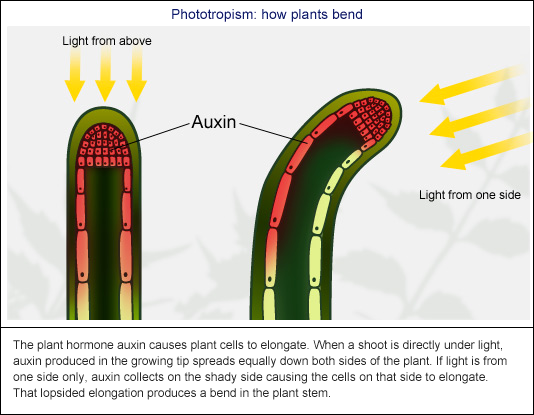 Phototropism: how plants bend
Light from above
Auxin
Light from one side
The plant hormone auxin causes plant cells to elongate. When a shoot is directly under light,
auxin produced in the growing tip spreads equally down both sides of the plant. If light is from
one side only, auxin collects on the shady side causing the cells on that side to elongate.
That lopsided elongation produces a bend in the plant stem.